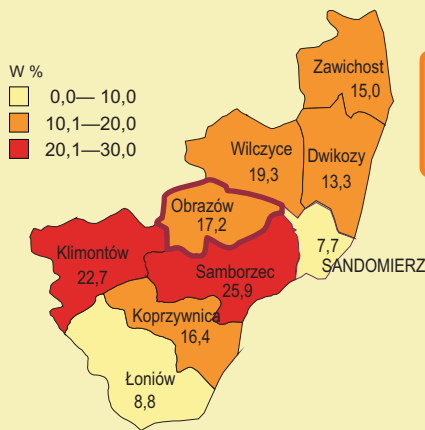 W %
0,0— 10,0
10,1—20,0
20,1—30,0
Zawichost
15,0
Wilczyce
19,3
Dwikozy
13,3
Obrazów
17,2
7,7
SANDOMIERZ
Klimontów
22,7
Samborzec
25,9
Koprzywnica
16,4
Łoniów
8,8